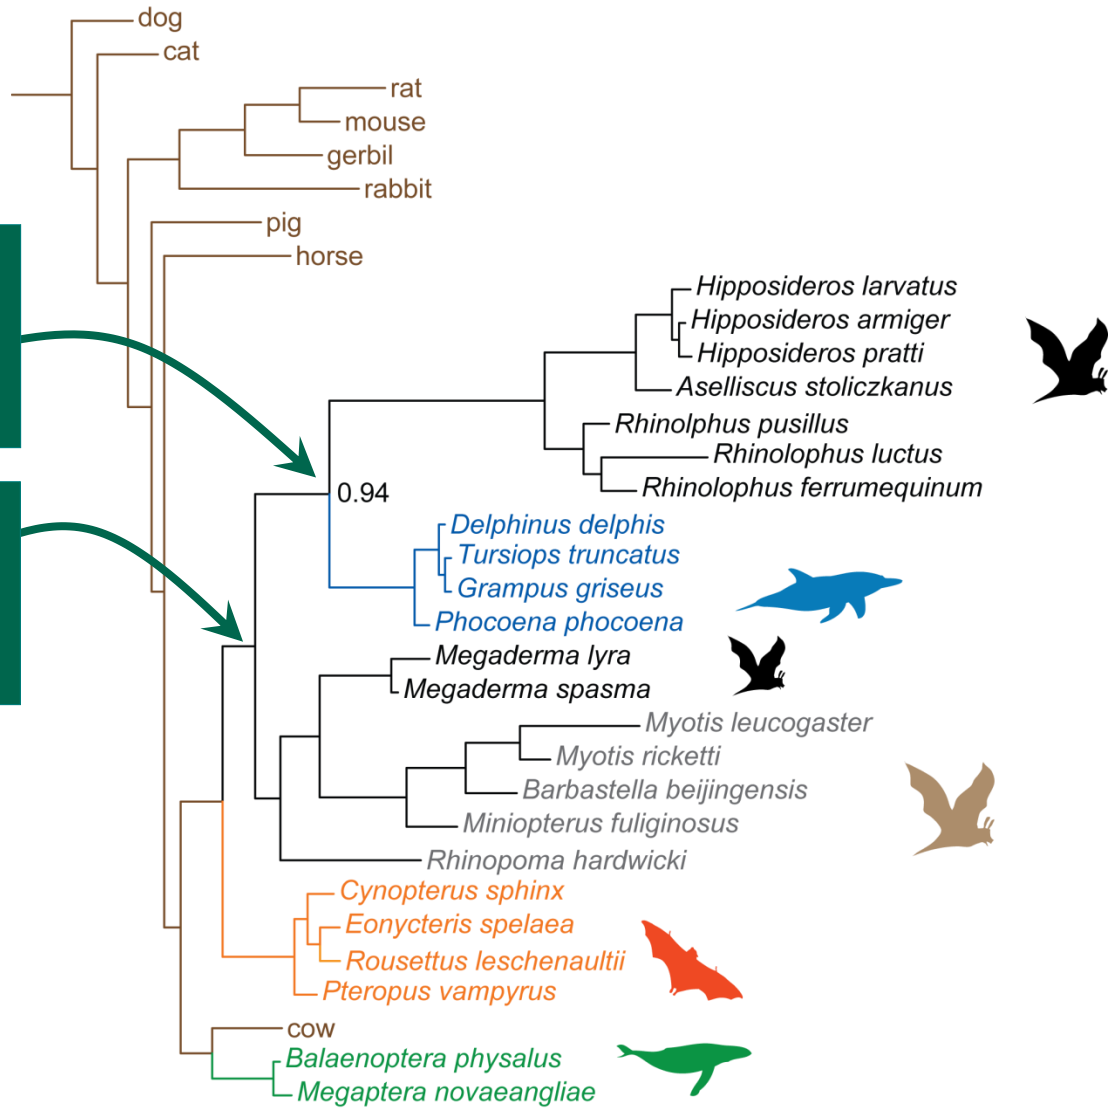 dog
cat
rat
mouse
gerbil
rabbit
pig
horse
Hipposideros larvatus
Hipposideros armiger
Hipposideros pratti
Aselliscus stoliczkanus
Rhinolphus pusillus
Rhinolophus luctus
Rhinolophus ferrumequinum
0.94
Delphinus delphis
Tursiops truncatus
Grampus griseus
Phocoena phocoena
Megaderma lyra
Megaderma spasma
Myotis leucogaster
Myotis ricketti
Barbastella beijingensis
Miniopterus fuliginosus
Rhinopoma hardwicki
Cynopterus sphinx
Eonycteris spelaea
Rousettus leschenaultii
Pteropus vampyrus
cow
Balaenoptera physalus
Megaptera novaeangliae